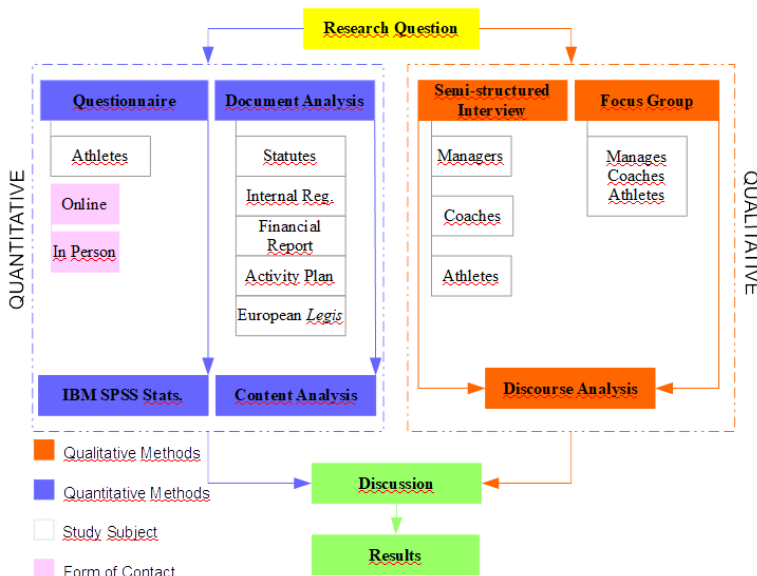 Research Question
Questionnaire
Document Analysis
Semi-structured
Interview
Focus Group
QUANTITATIVE
Athletes
Online
In Person
Statutes
Internal Reg.
Financial
Report
Activity Plan
European Legis
Managers
Coaches
Athletes
Manages
Coaches
Athletes
QUALITATIVE
IBM SPSS Stats.
Content Analysis
Discourse Analysis
Qualitative Methods
Quantitative Methods
Study Subject
Form of Contact
Discussion
Results